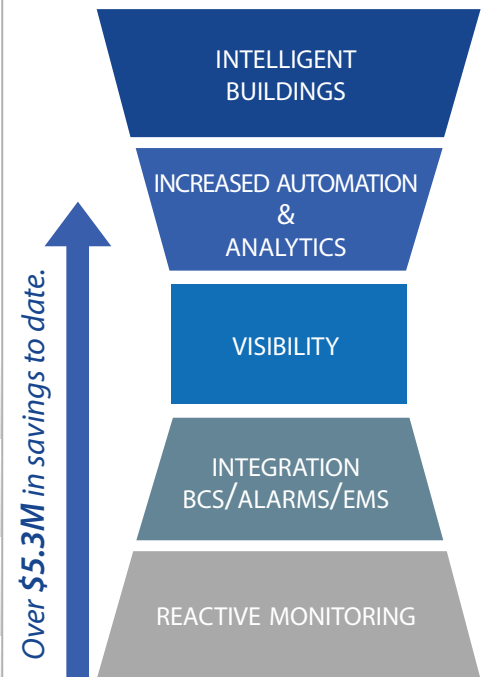 INTELLIGENT
BUILDINGS
INCREASED AUTOMATION
&
ANALYTICS
VISIBILITY
INTEGRATION
BCS/ALARMS/EMS
REACTIVE MONITORING
Over $5.3M in savings to date.